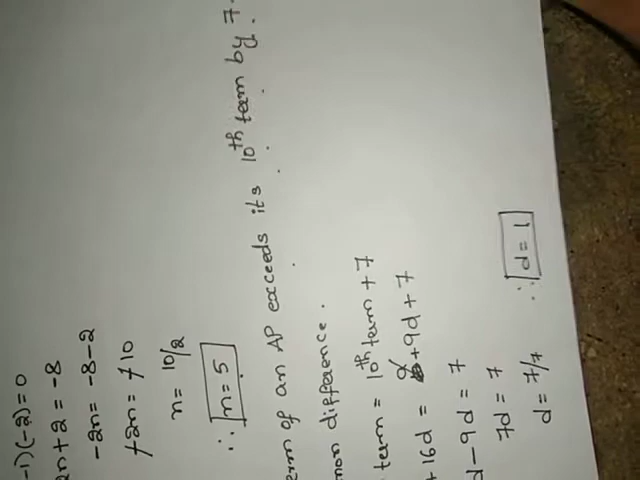 -1)(-2)=0
2n+2 = -8
-2n= -8-2
-2n= -10
n= 10/2
∴ n=5
erm of an AP exceeds its 10th term by 7.
mon difference.
term = 10th term +7
+16d = a+9d+7
d-9d = 7
7d = 7
d= 7/7 ∴ d=1